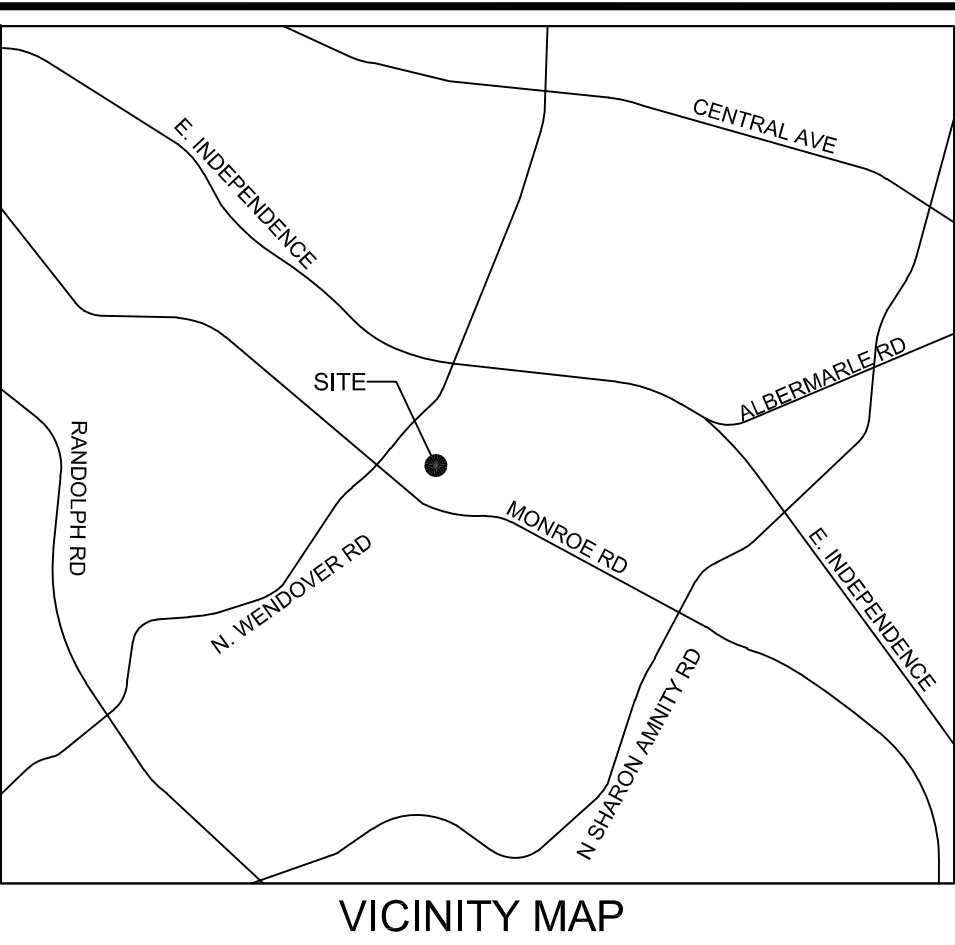 CENTRAL AVE
E. INDEPENDENCE
ALBERMARLE RD
SITE
RANDOLPH RD
MONROE RD
N. WENDOVER RD
E. INDEPENDENCE
N SHARON AMNITY RD
VICINITY MAP